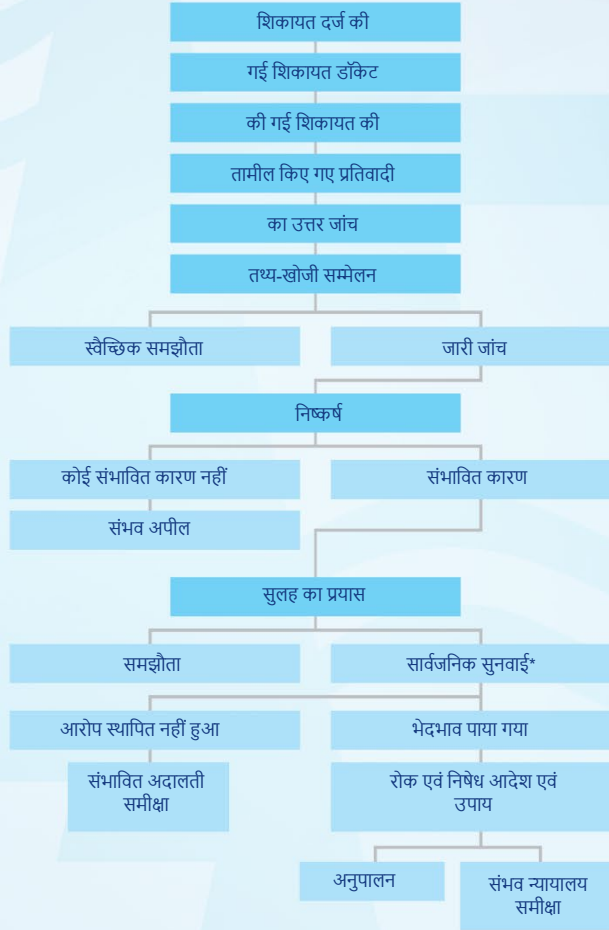 शिकायत दर्ज की
गई शिकायत डॉकेट
की गई शिकायत की
तामील किए गए प्रतिवादी
का उत्तर जांच
तथ्य-खोजी सम्मेलन
स्वैच्छिक समझौता
जारी जांच
निष्कर्ष
कोई संभावित कारण नहीं
संभावित कारण
संभव अपील
सुलह का प्रयास
समझौता
सार्वजनिक सुनवाई*
आरोप स्थापित नहीं हुआ
भेदभाव पाया गया
संभावित अदालती
समीक्षा
रोक एवं निषेध आदेश एवं
उपाय
अनुपालन
संभव न्यायालय
समीक्षा